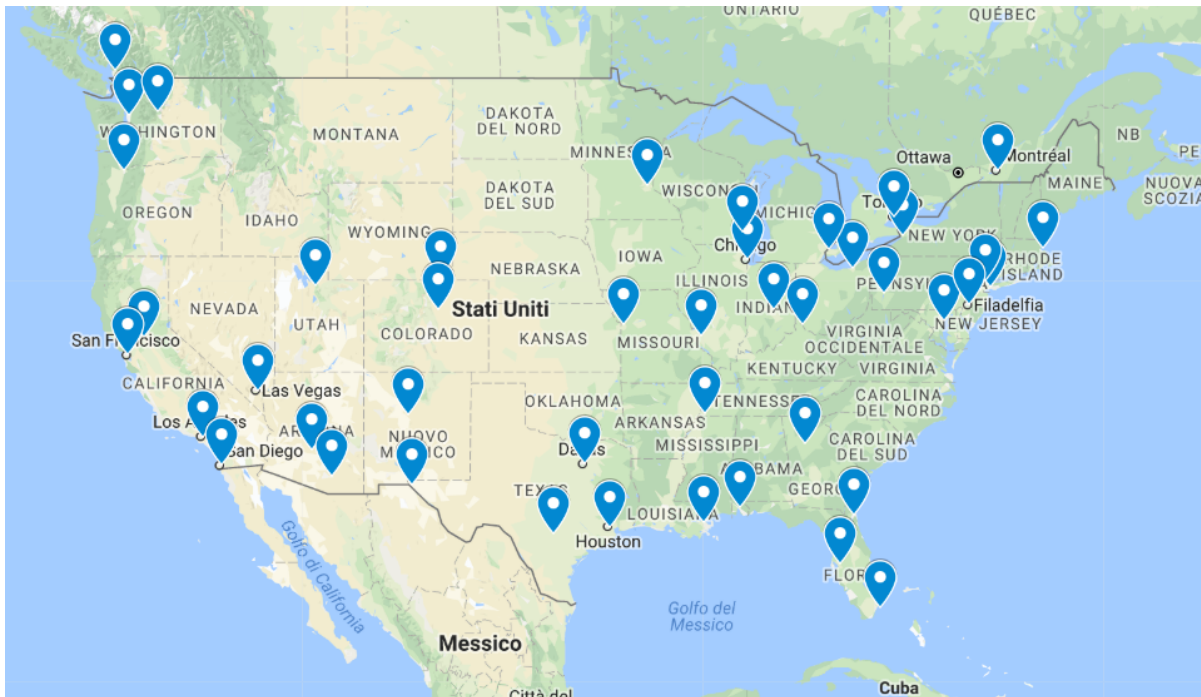 ONTARIO
QUÉBEC
WASHINGTON
MONTANA
DAKOTA
DEL NORD
MINNESOTA
Ottawa
Montréal
NB
MAINE
NUOVA
SCOZIA
OREGON
IDAHO
DAKOTA
DEL SUD
WISCONSIN
MICHIG
To
o
WYOMING
NEW YORK
Chicago
IOWA
RHODE
ISLAND
NEBRASKA
ILLINOIS
INDIANA
PENNSYL
NEVADA
UTAH
COLORADO
Stati Uniti
Filadelfia
NEW JERSEY
San Francisco
KANSAS
MISSOURI
VIRGINIA
OCCIDENTALE
KENTUCKY
VIRGINIA
CALIFORNIA
Las Vegas
OKLAHOMA
TENNESSEE
CAROLINA
DEL NORD
Los Angeles
ARIZONA
NUOVO
MESSICO
ARKANSAS
MISSISSIPPI
CAROLINA
DEL SUD
San Diego
Dallas
ALABAMA
TEXAS
LOUISIANA
GEORGIA
Houston
Golfo di California
FLOR
Golfo del
Messico
Messico
Cuba
Città del